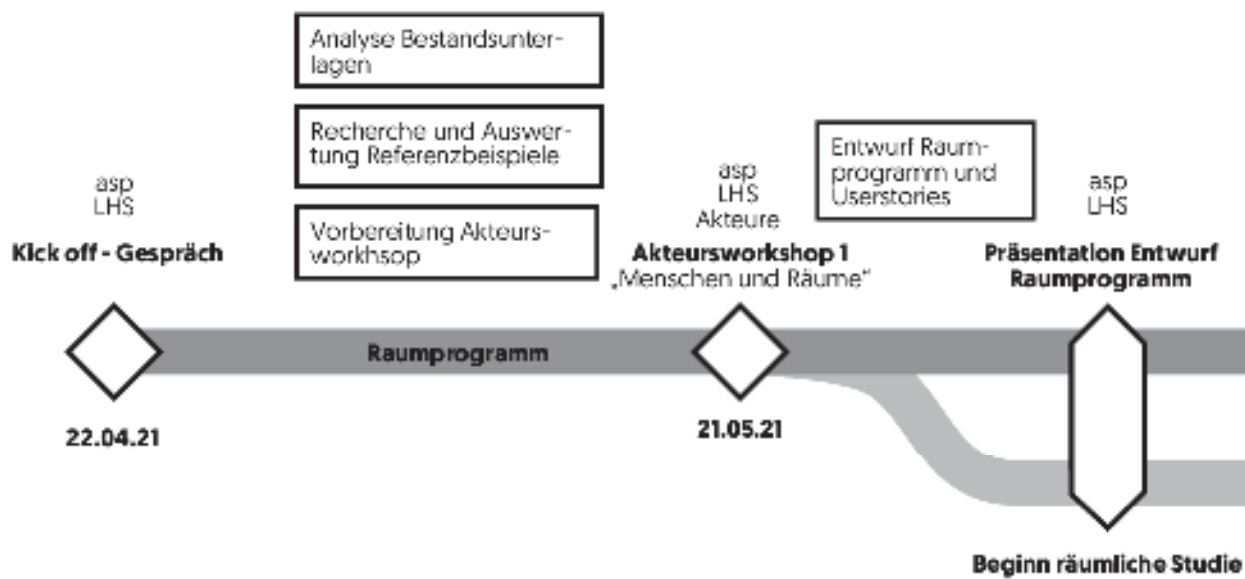 Analyse Bestandsunter-
lagen
Recherche und Auswer-
tung Referenzbeispiele
Vorbereitung Akteurs-
workhsop
Entwurf Raum-
programm und
Userstories
asp
LHS
Kick off - Gespräch
asp
LHS
Akteure
Akteursworkshop 1
„Menschen und Räume“
asp
LHS
Präsentation Entwurf
Raumprogramm
Raumprogramm
22.04.21
21.05.21
Beginn räumliche Studie